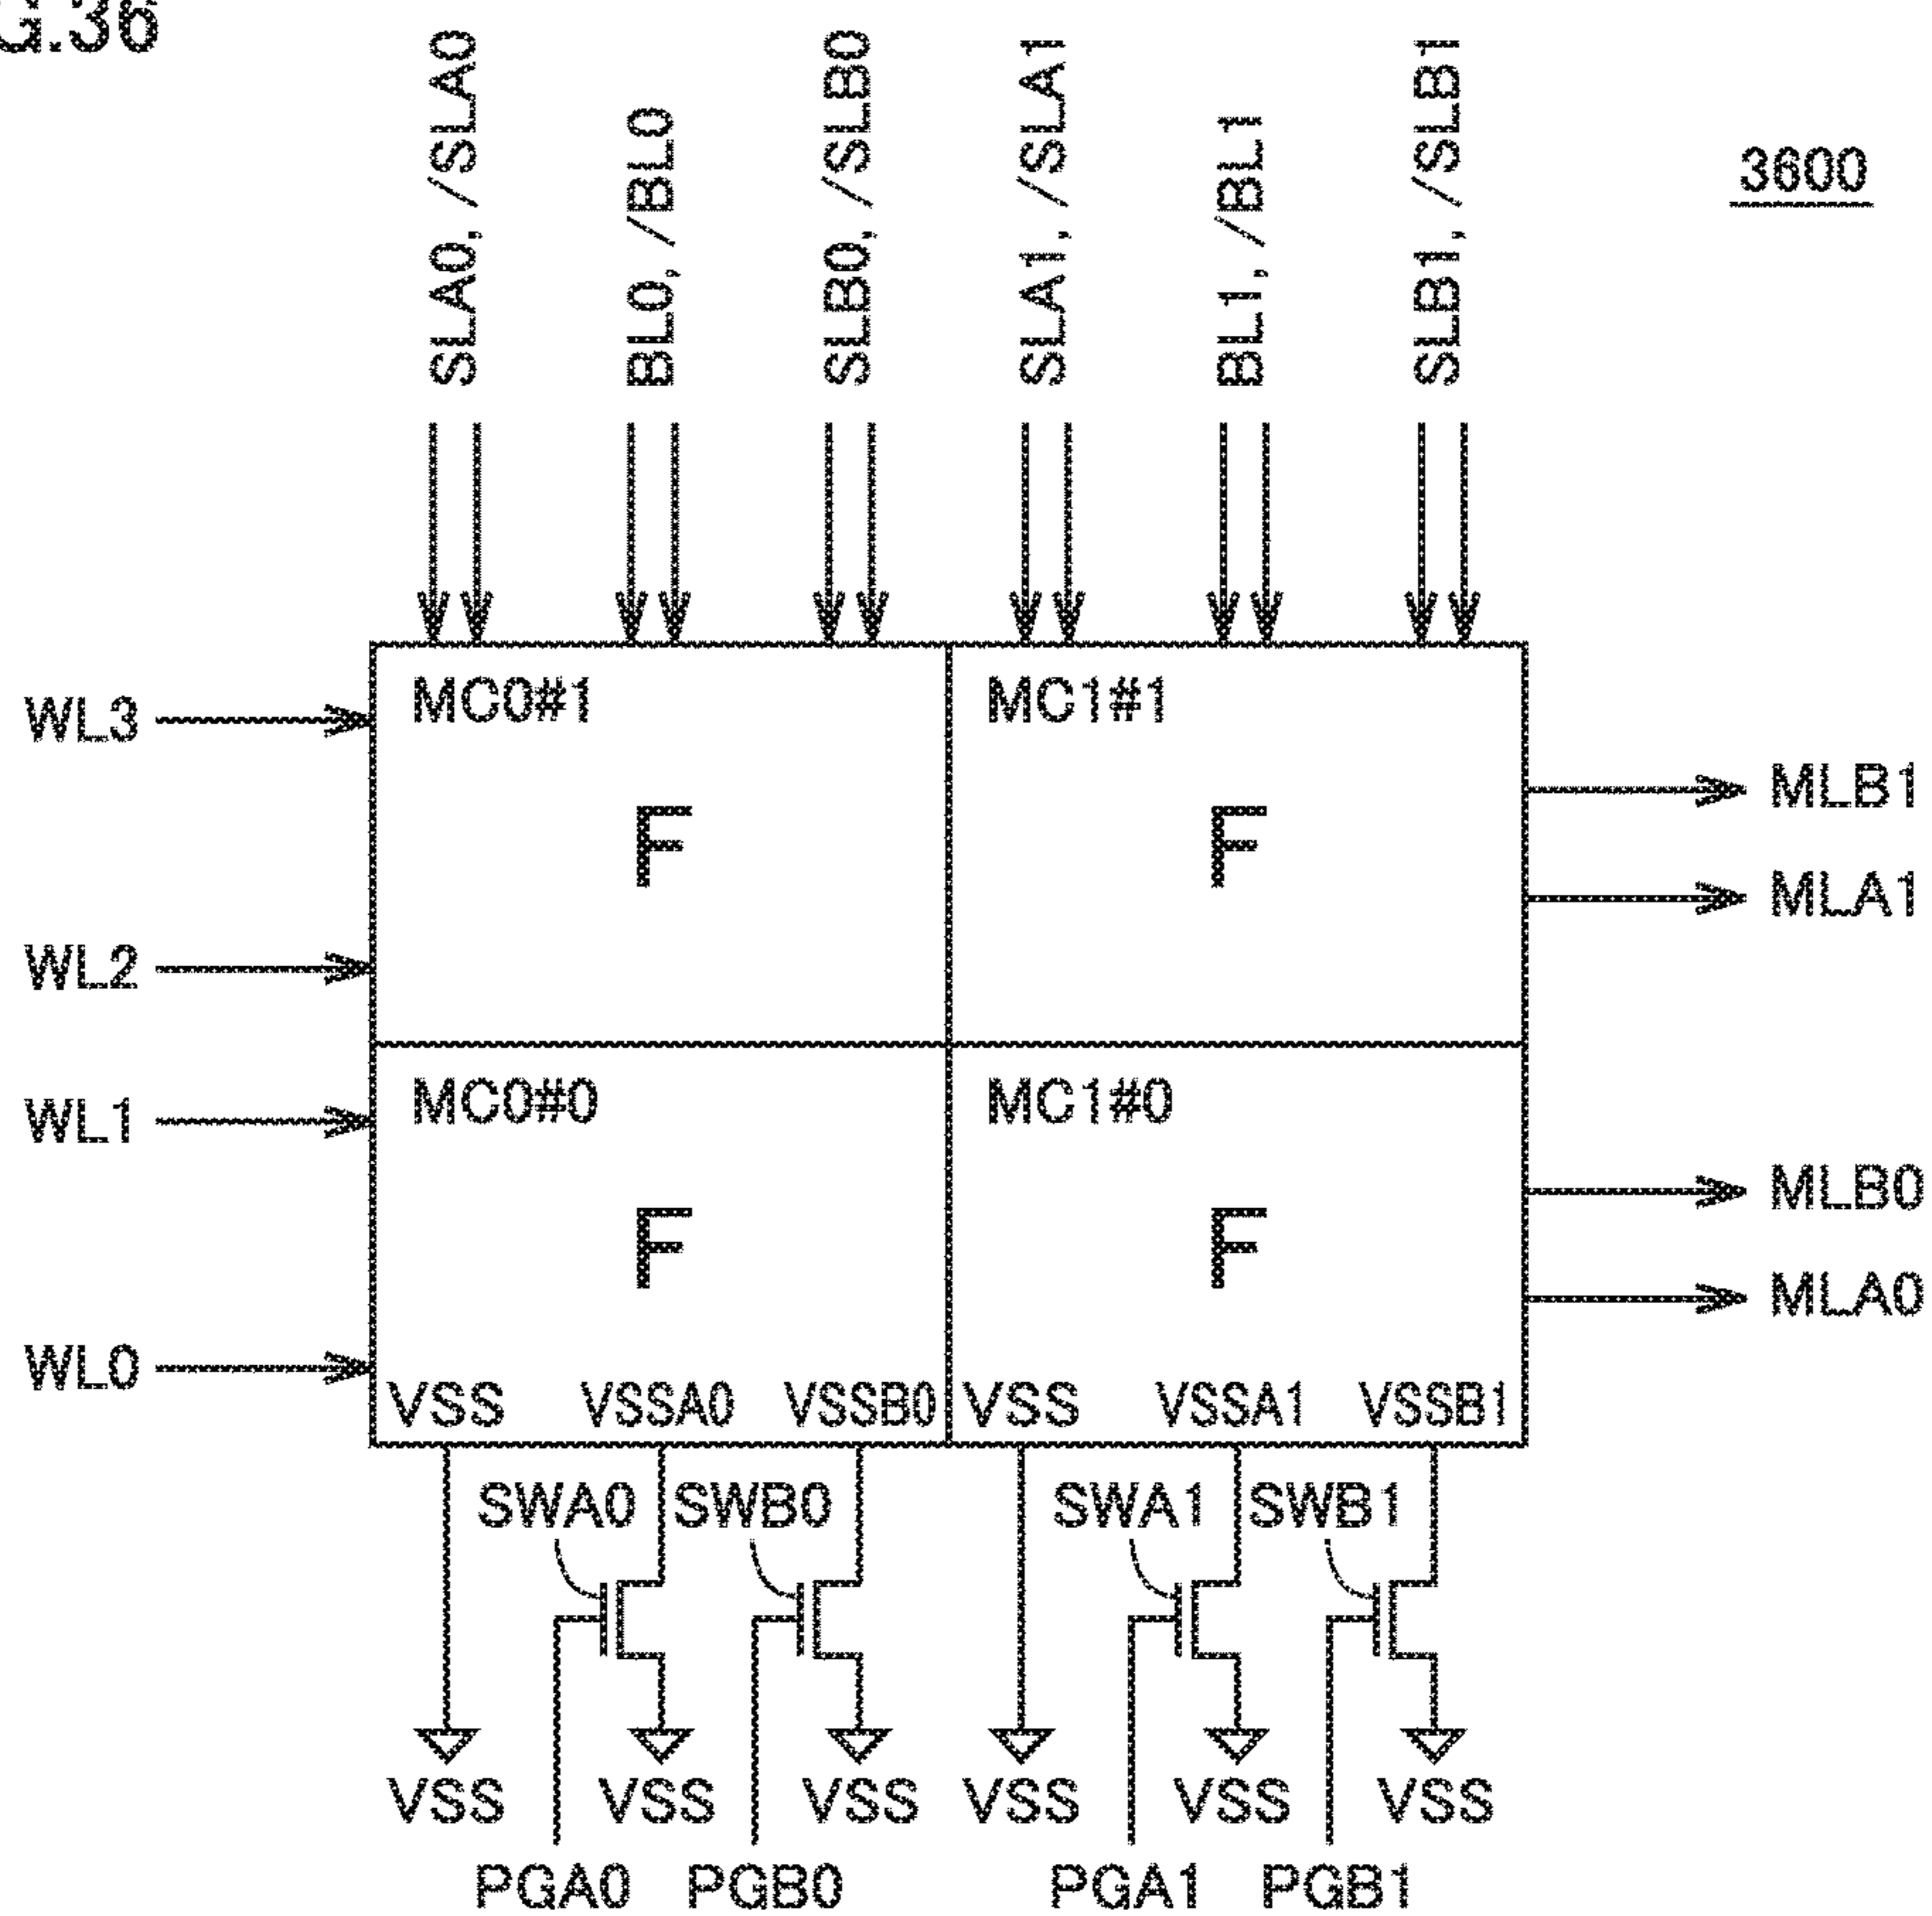 G.36
SLA0, /SLA0
BL0, /BL0
SLB0, /SLB0
SLA1, /SLA1
BL1, /BL1
SLB1, /SLB1
3600
WL3
MC0#1
MC1#1
F
F
MLB1
MLA1
WL2
WL1
MC0#0
MC1#0
F
F
MLB0
MLA0
WL0
VSS
VSSA0
VSSB0
VSS
VSSA1
VSSB1
SWA0
SWB0
SWA1
SWB1
VSS
VSS
VSS
VSS
VSS
VSS
PGA0
PGB0
PGA1
PGB1